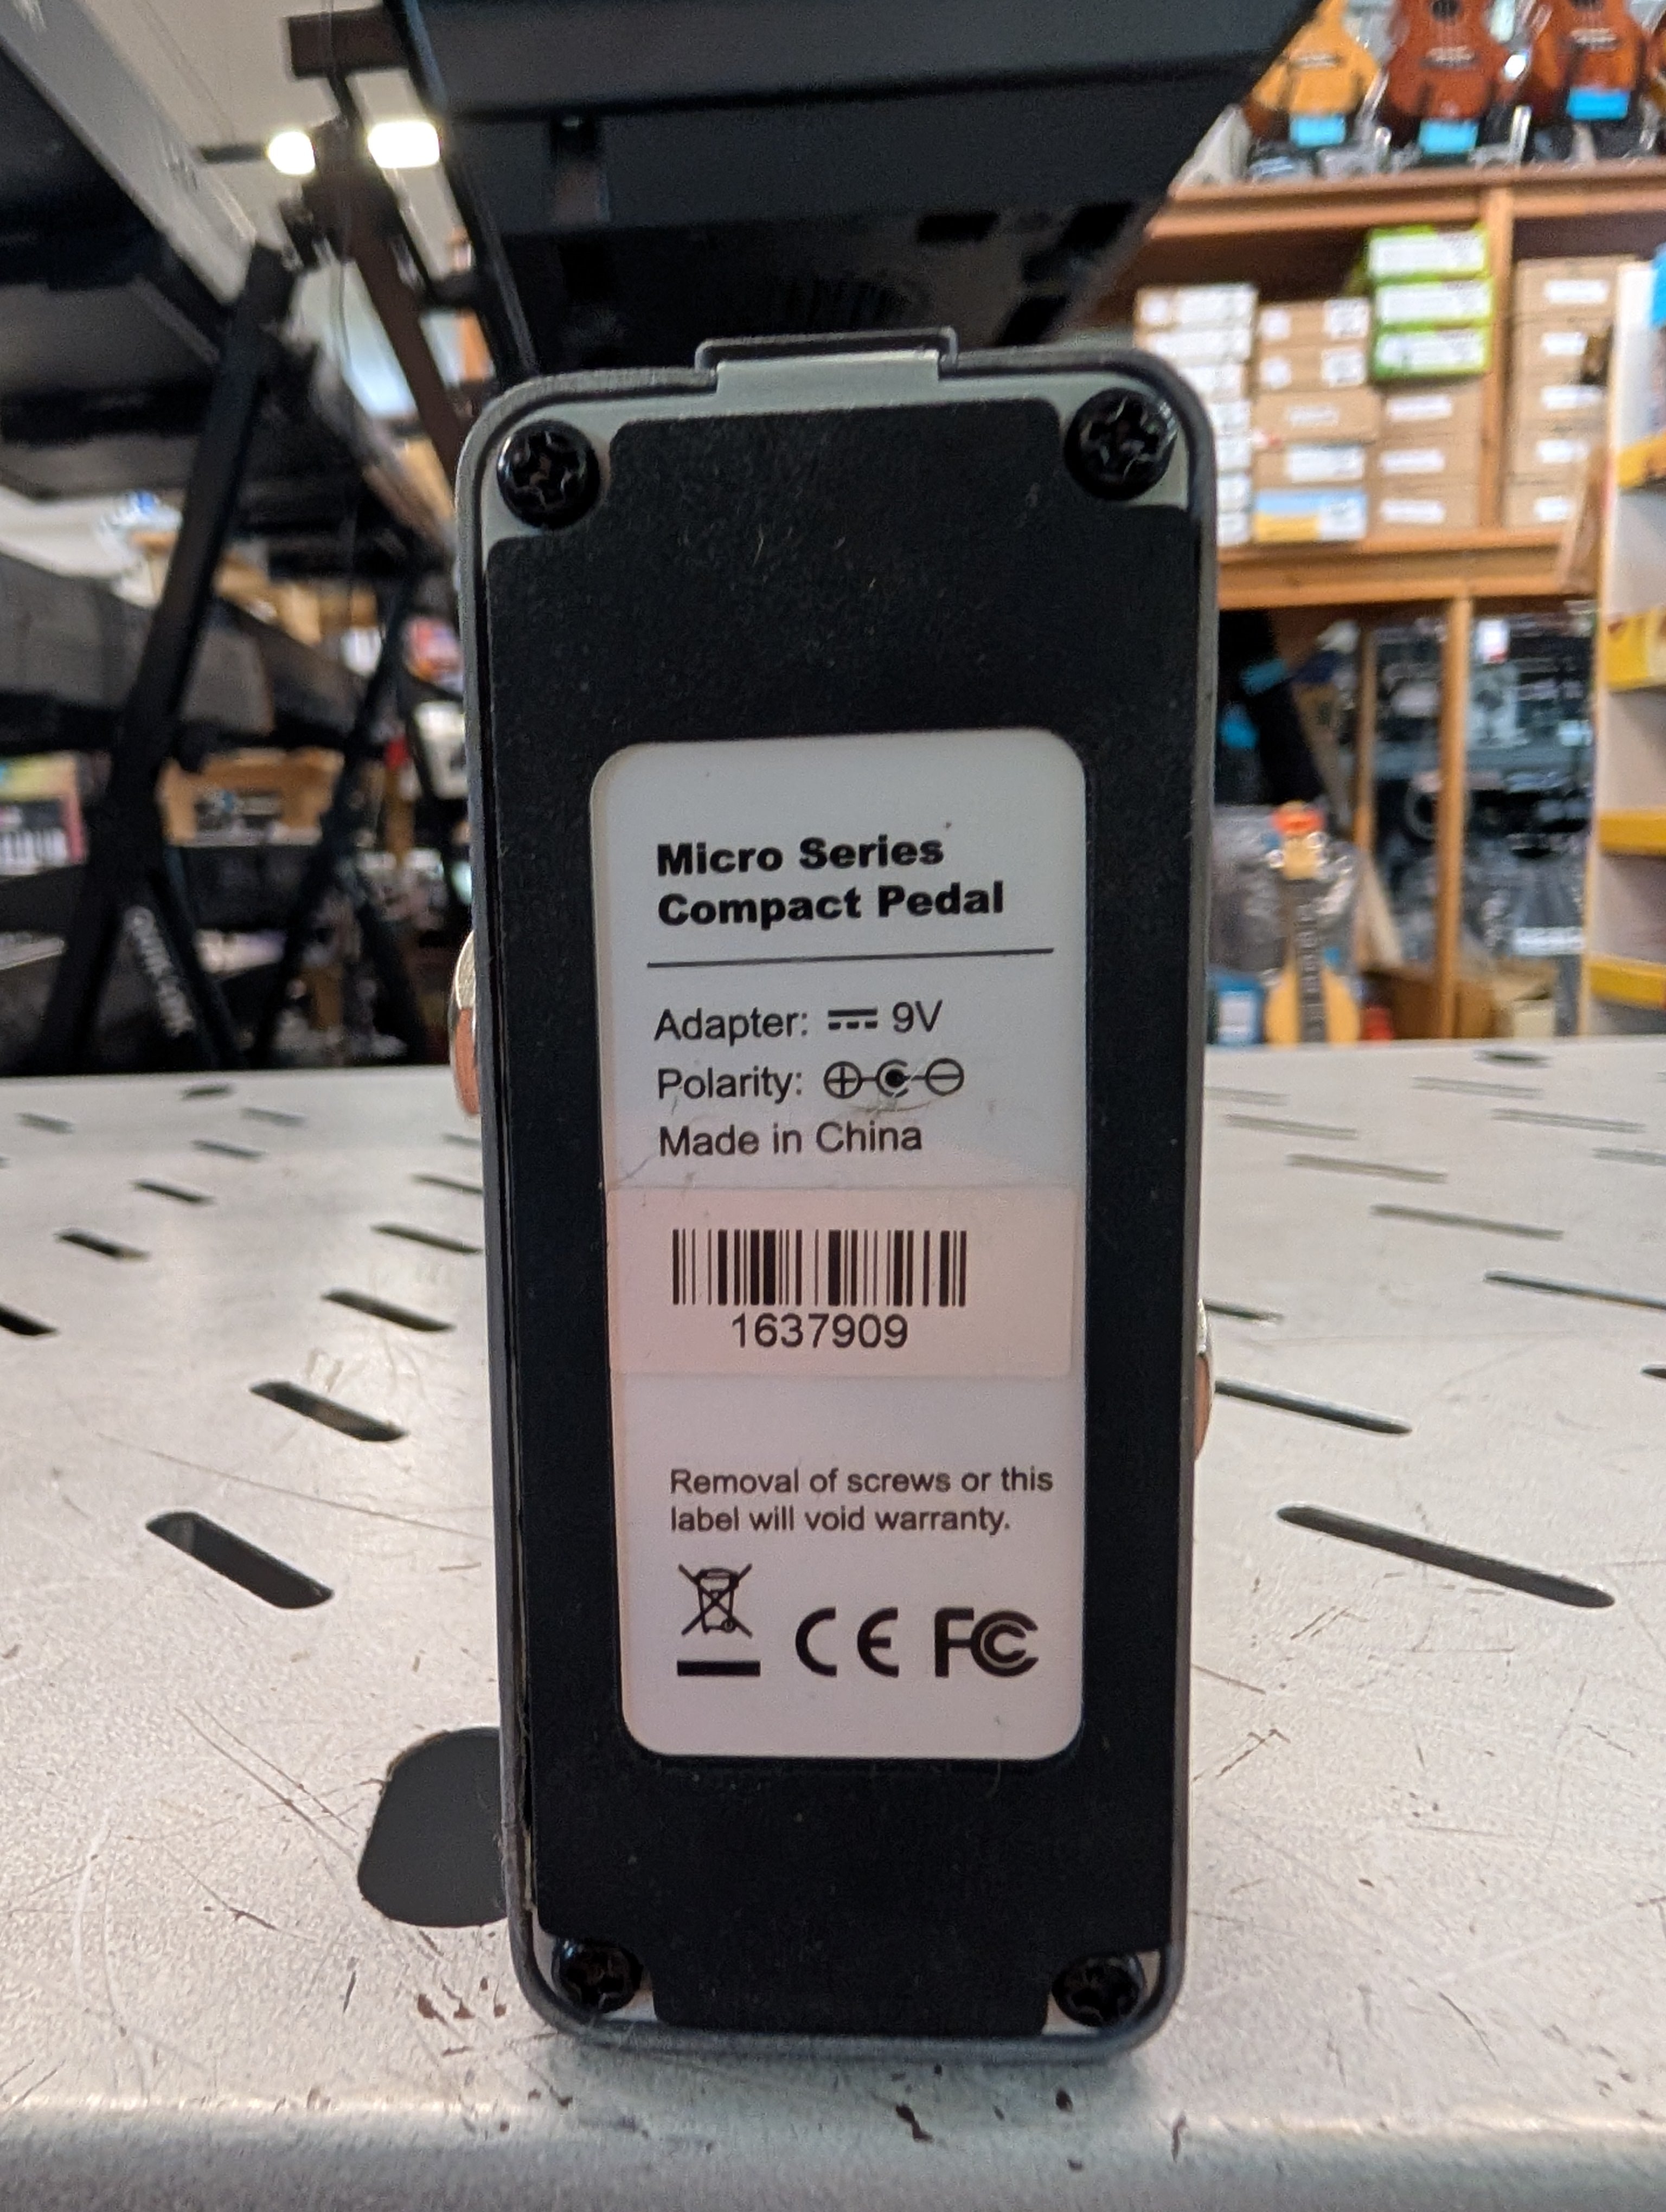 Micro Series
Compact Pedal
Adapter: 9V
Polarity:
Made in China
1637909
Removal of screws or this
label will void warranty.
CE FC